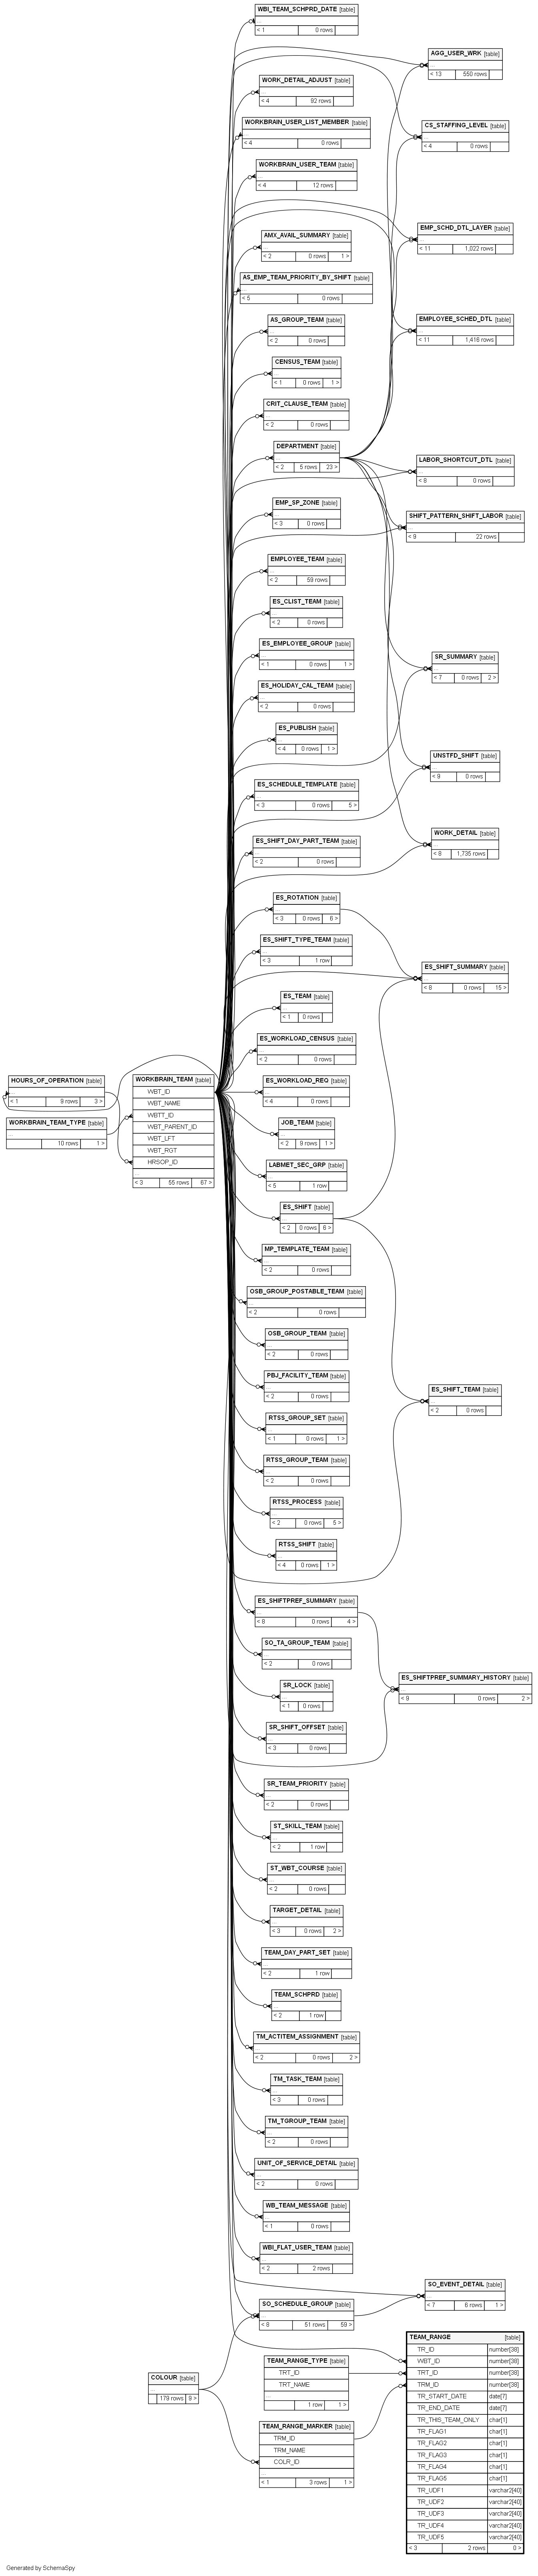 WBI_TEAM_SCHPRD_DATE [table]
...
< 1 0 rows
AGG_USER_WRK [table]
...
< 13 550 rows
WORK_DETAIL_ADJUST [table]
...
< 4 82 rows
WORKBRAIN_USER_LIST_MEMBER [table]
...
< 4 0 rows
CS_STAFFING_LEVEL [table]
...
< 4 0 rows
WORKBRAIN_USER_TEAM [table]
...
< 4 12 rows
AMX_AVAIL_SUMMARY [table]
...
< 2 0 rows 1 >
EMP_SCHD_DTL_LAYER [table]
...
< 11 1,022 rows
AS_EMP_TEAM_PRIORITY_BY_SHIFT [table]
...
< 5 0 rows
AS_GROUP_TEAM [table]
...
< 2 0 rows
EMPLOYEE_SCHED_DTL [table]
...
< 11 1,416 rows
CENSUS_TEAM [table]
...
< 1 0 rows 1 >
CRIT_CLAUSE_TEAM [table]
...
< 2 0 rows
DEPARTMENT [table]
...
< 2 5 rows 23 >
LABOR_SHORTCUT_DTL [table]
...
< 8 0 rows
EMP_SP_ZONE [table]
...
< 3 0 rows
SHIFT_PATTERN_SHIFT_LABOR [table]
...
< 9 22 rows
EMPLOYEE_TEAM [table]
...
< 2 59 rows
ES_CLIST_TEAM [table]
...
< 2 0 rows
ES_EMPLOYEE_GROUP [table]
...
< 1 0 rows 1 >
SR_SUMMARY [table]
...
< 7 0 rows 2 >
ES_HOLIDAY_CAL_TEAM [table]
...
< 2 0 rows
ES_PUBLISH [table]
...
< 4 0 rows 1 >
UNSTFD_SHIFT [table]
...
< 9 0 rows
ES_SCHEDULE_TEMPLATE [table]
...
< 3 0 rows 5 >
ES_SHIFT_DAY_PART_TEAM [table]
...
< 2 0 rows
WORK_DETAIL [table]
...
< 8 1,735 rows
ES_ROTATION [table]
...
< 3 0 rows 6 >
ES_SHIFT_TYPE_TEAM [table]
...
< 3 1 row
ES_SHIFT_SUMMARY [table]
...
< 8 0 rows 15 >
ES_TEAM [table]
...
< 1 0 rows
ES_WORKLOAD_CENSUS [table]
...
< 2 0 rows
HOURS_OF_OPERATION [table]
...
< 1 9 rows 3 >
WORKBRAIN_TEAM_TYPE [table]
...
10 rows 1 >
WORKBRAIN_TEAM [table]
WBT_ID
WBT_NAME
WBTT_ID
WBT_PARENT_ID
WBT_LFT
WBT_RGT
HRSOP_ID
...
< 3 55 rows 67 >
ES_WORKLOAD_REQ [table]
...
< 4 0 rows
JOB_TEAM [table]
...
< 2 9 rows 1 >
LABMET_SEC_GRP [table]
...
< 5 1 row
ES_SHIFT [table]
...
< 2 0 rows 6 >
MP_TEMPLATE_TEAM [table]
...
< 2 0 rows
OSB_GROUP_POSTABLE_TEAM [table]
...
< 2 0 rows
OSB_GROUP_TEAM [table]
...
< 2 0 rows
PBJ_FACILITY_TEAM [table]
...
< 2 0 rows
ES_SHIFT_TEAM [table]
...
< 2 0 rows
RTSS_GROUP_SET [table]
...
< 1 0 rows 1 >
RTSS_GROUP_TEAM [table]
...
< 2 0 rows
RTSS_PROCESS [table]
...
< 2 0 rows 5 >
RTSS_SHIFT [table]
...
< 4 0 rows 1 >
ES_SHIFTPREF_SUMMARY [table]
...
< 8 0 rows 4 >
SO_TA_GROUP_TEAM [table]
...
< 2 0 rows
SR_LOCK [table]
...
< 1 0 rows
ES_SHIFTPREF_SUMMARY_HISTORY [table]
...
< 9 0 rows 2 >
SR_SHIFT_OFFSET [table]
...
< 3 0 rows
SR_TEAM_PRIORITY [table]
...
< 2 0 rows
ST_SKILL_TEAM [table]
...
< 2 1 row
ST_WBT_COURSE [table]
...
< 2 0 rows
TARGET_DETAIL [table]
...
< 3 0 rows 2 >
TEAM_DAY_PART_SET [table]
...
< 2 1 row
TEAM_SCHPRD [table]
...
< 2 1 row
TM_ACTITEM_ASSIGNMENT [table]
...
< 2 0 rows 2 >
TM_TASK_TEAM [table]
...
< 3 0 rows
TM_TGROUP_TEAM [table]
...
< 2 0 rows
UNIT_OF_SERVICE_DETAIL [table]
...
< 2 0 rows
WB_TEAM_MESSAGE [table]
...
< 1 0 rows
WBI_FLAT_USER_TEAM [table]
...
< 2 2 rows
SO_EVENT_DETAIL [table]
...
< 7 6 rows 1 >
SO_SCHEDULE_GROUP [table]
...
< 8 51 rows 59 >
COLOUR [table]
...
179 rows 9 >
TEAM_RANGE_TYPE [table]
TRT_ID
TRT_NAME
...
1 row 1 >
TEAM_RANGE_MARKER [table]
TRM_ID
TRM_NAME
COLR_ID
...
< 1 3 rows 1 >
TEAM_RANGE [table]
TR_ID number[38]
WBT_ID number[38]
TRT_ID number[38]
TRM_ID number[38]
TR_START_DATE date[7]
TR_END_DATE date[7]
TR_THIS_TEAM_ONLY char[1]
TR_FLAG1 char[1]
TR_FLAG2 char[1]
TR_FLAG3 char[1]
TR_FLAG4 char[1]
TR_FLAG5 char[1]
TR_UDF1 varchar2[40]
TR_UDF2 varchar2[40]
TR_UDF3 varchar2[40]
TR_UDF4 varchar2[40]
TR_UDF5 varchar2[40]
< 3 2 rows 0 >
Generated by SchemaSpy